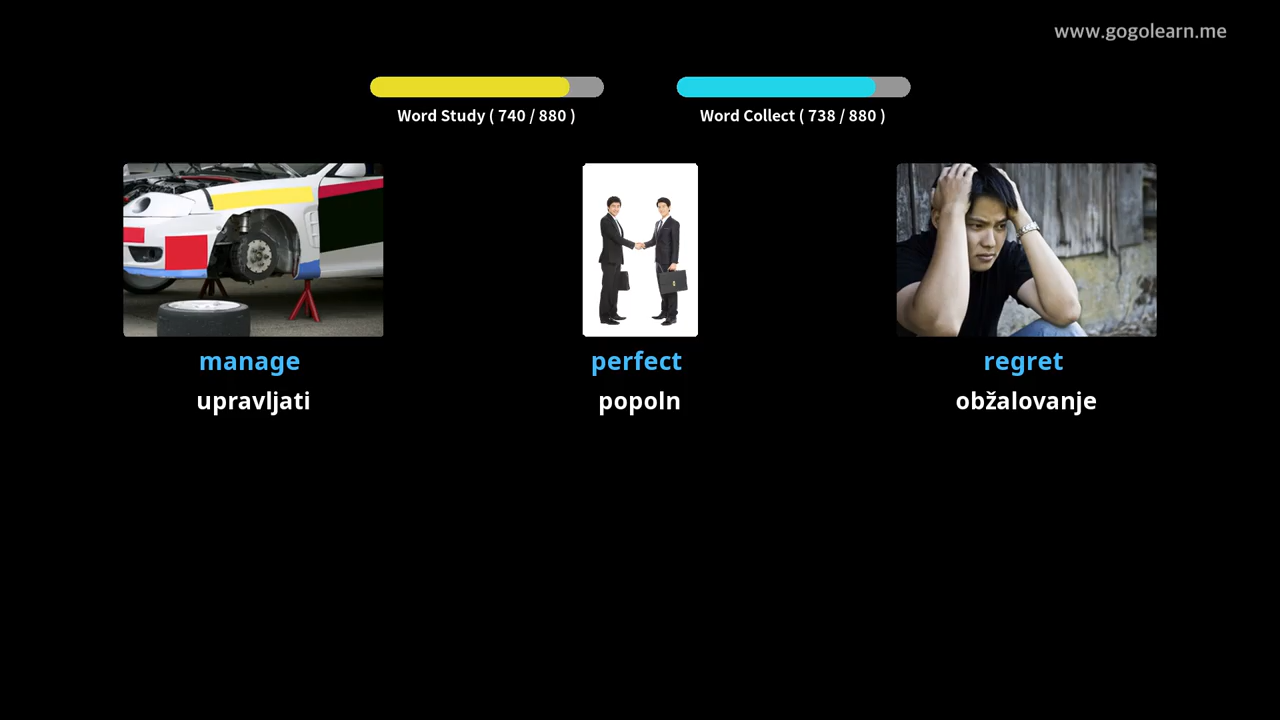 www.gogolearn.me
Word Study ( 740 / 880 )
Word Collect ( 738 / 880 )
manage
perfect
regret
upravljati
popoln
obžalovanje